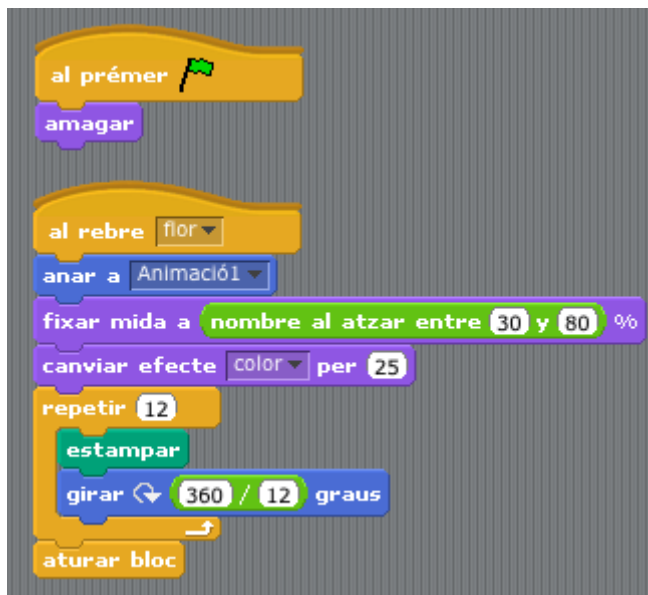 al prémer
amagar
al rebre flor
anar a Animació1
fixar mida a nombre al atzar entre 30 y 80 %
canviar efecte color per 25
repetir 12
estampar
girar 360 / 12 graus
aturar bloc